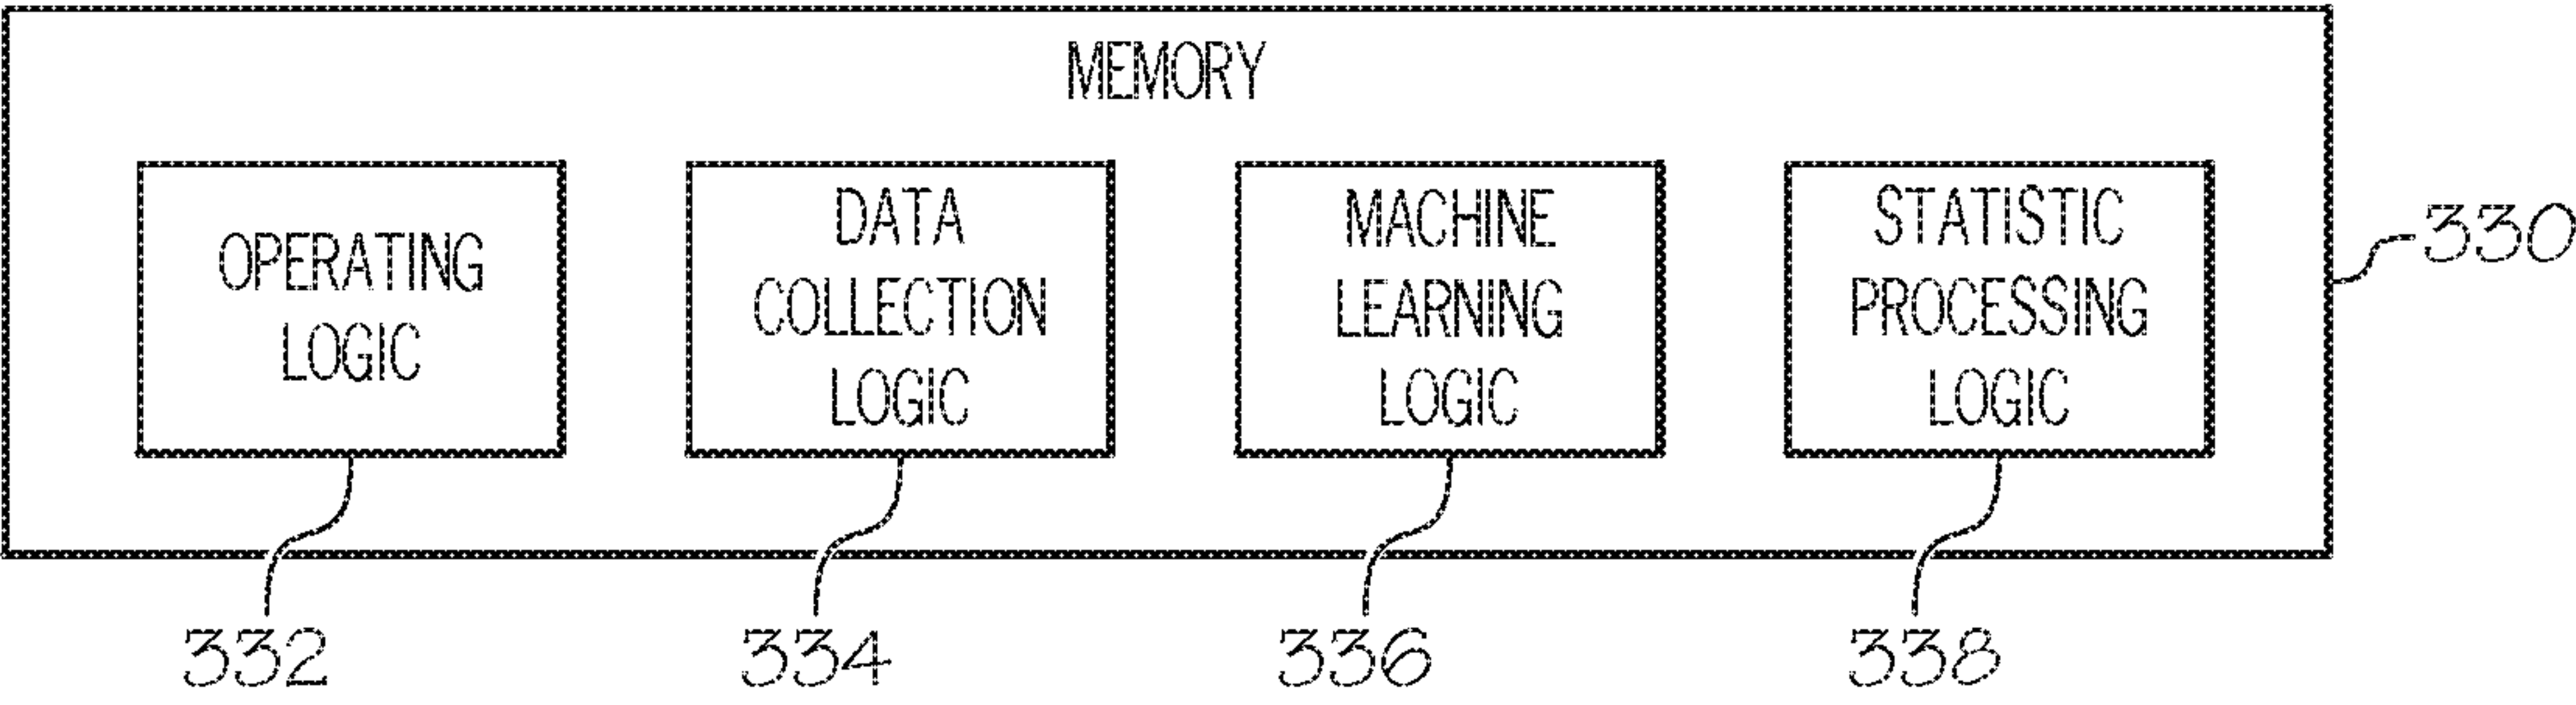 MEMORY
OPERATING
LOGIC
DATA
COLLECTION
LOGIC
MACHINE
LEARNING
LOGIC
STATISTIC
PROCESSING
LOGIC
330
332
334
336
338